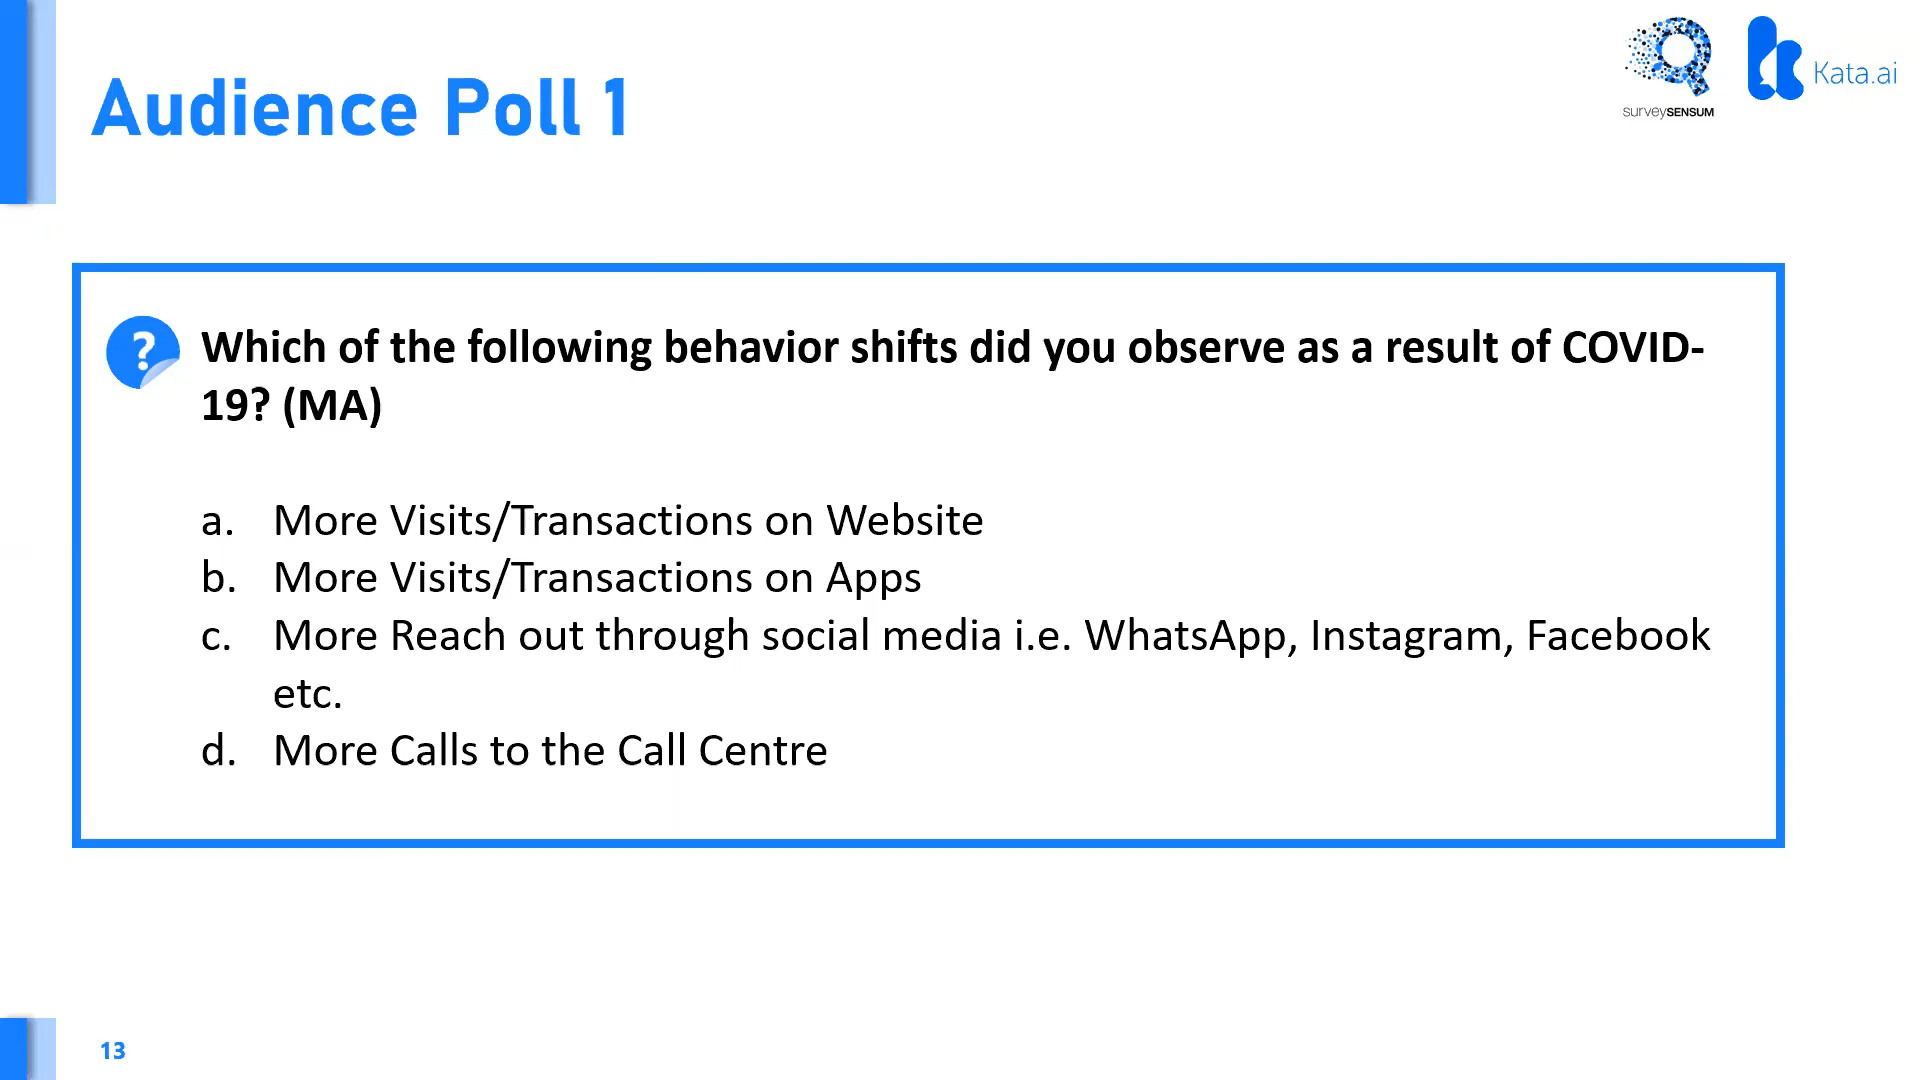 Audience Poll 1
surveySENSUM
Kata.ai
?
Which of the following behavior shifts did you observe as a result of COVID-
19? (MA)
a. More Visits/Transactions on Website
b. More Visits/Transactions on Apps
c. More Reach out through social media i.e. WhatsApp, Instagram, Facebook
etc.
d. More Calls to the Call Centre
13